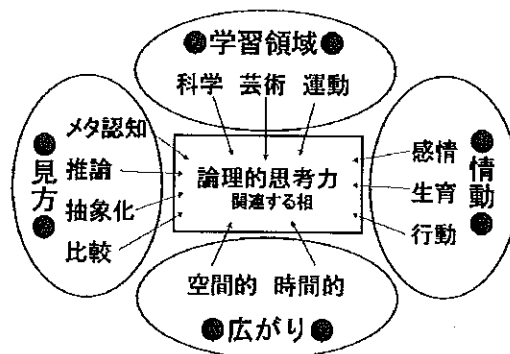 ●学習領域●
科学 芸術 運動
●見方●
メタ認知
推論
抽象化
比較
論理的思考力
関連する相
感情
生育
行動
●情動●
空間的 時間的
●広がり●